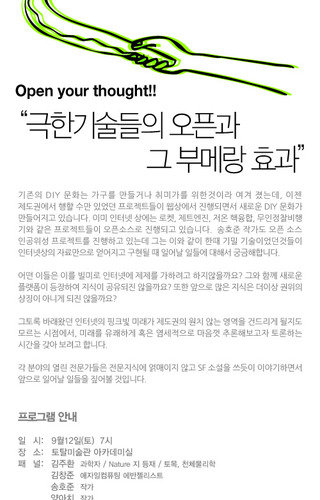 Open your thought!!
“극한기술들의 오픈과
그 부메랑 효과”
기존의 DIY 문화는 가구를 만들거나 취미가를 위한것이라 여겨 졌는데, 이젠
제도권에서 행할 수만 있었던 프로젝트들이 웹상에서 진행되면서 새로운 DIY 문화가
만들어지고 있습니다. 이미 인터넷 상에는 로켓, 제트엔진, 저온 핵융합, 무인정찰비행
기와 같은 프로젝트들이 오픈소스로 진행되고 있습니다. 송호준 작가도 오픈 소스
인공위성 프로젝트를 진행하고 있는데 그는 이와 같이 한때 기밀 기술이었던것들이
인터넷상의 자료만으로 얻어지고 구현될 때 일어날 일들에 대해서 궁금해합니다.
어떤 이들은 이를 빌미로 인터넷에 제제를 가하려고 하지않을까요? 그와 함께 새로운
플랫폼이 등장하여 지식이 공유되진 않을까요? 또한 앞으로 많은 지식은 더이상 권위의
상징이 아니게 되진 않을까요?
그토록 바래왔던 인터넷의 핑크빛 미래가 제도권의 원치 않는 영역을 건드리게 될지도
모르는 시점에서, 미래를 유쾌하게 혹은 염세적으로 마음껏 추론해보고자 토론하는
시간을 갖아 보려고 합니다.
각 분야의 열린 전문가들은 전문지식에 얽매이지 않고 SF 소설을 쓰듯이 이야기하면서
앞으로 일어날 일들을 짚어볼 것입니다.
프로그램 안내
일 시: 9월12일(토) 7시
장 소: 토탈미술관 아카데미실
패 널: 김주환 과학자 / Nature 지 등재 / 토목, 천체물리학
김창준 애자일컴퓨팅 에반젤리스트
송호준 작가
양아치 작가